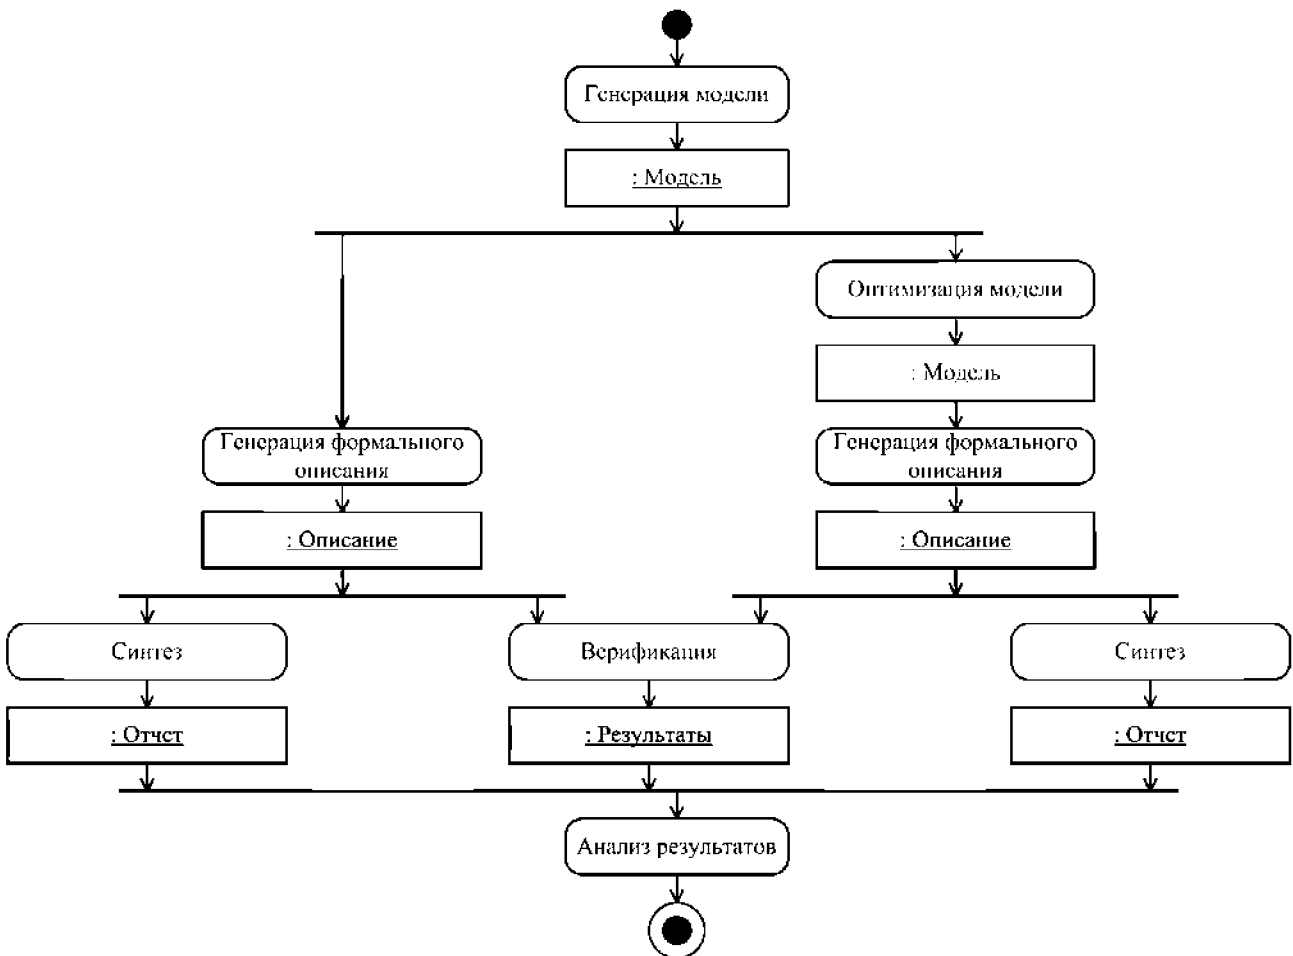 Генерация модели
: Модель
Оптимизация модели
: Модель
Генерация формального
описания
Генерация формального
описания
: Описание
: Описание
Синтез
Верификация
Синтез
: Отчет
: Результаты
: Отчет
Анализ результатов